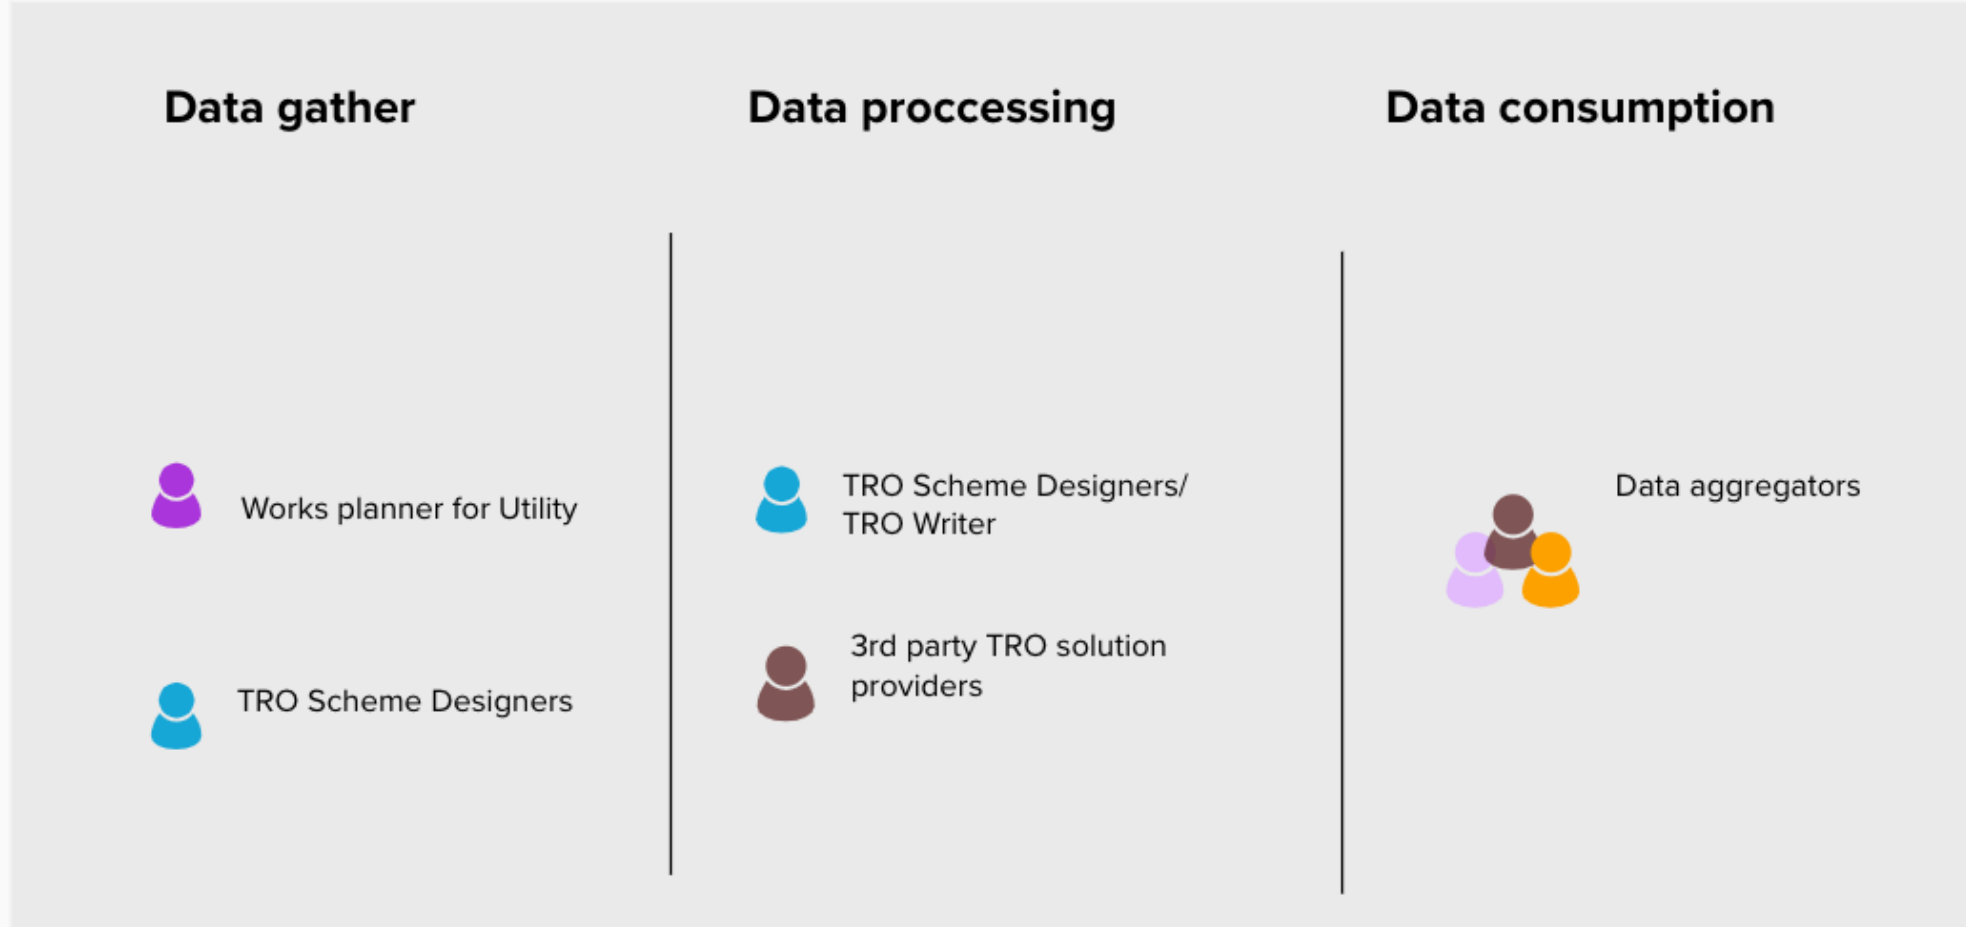 Data gather
Data proccessing
Data consumption
Works planner for Utility
TRO Scheme Designers
TRO Scheme Designers/
TRO Writer
3rd party TRO solution
providers
Data aggregators